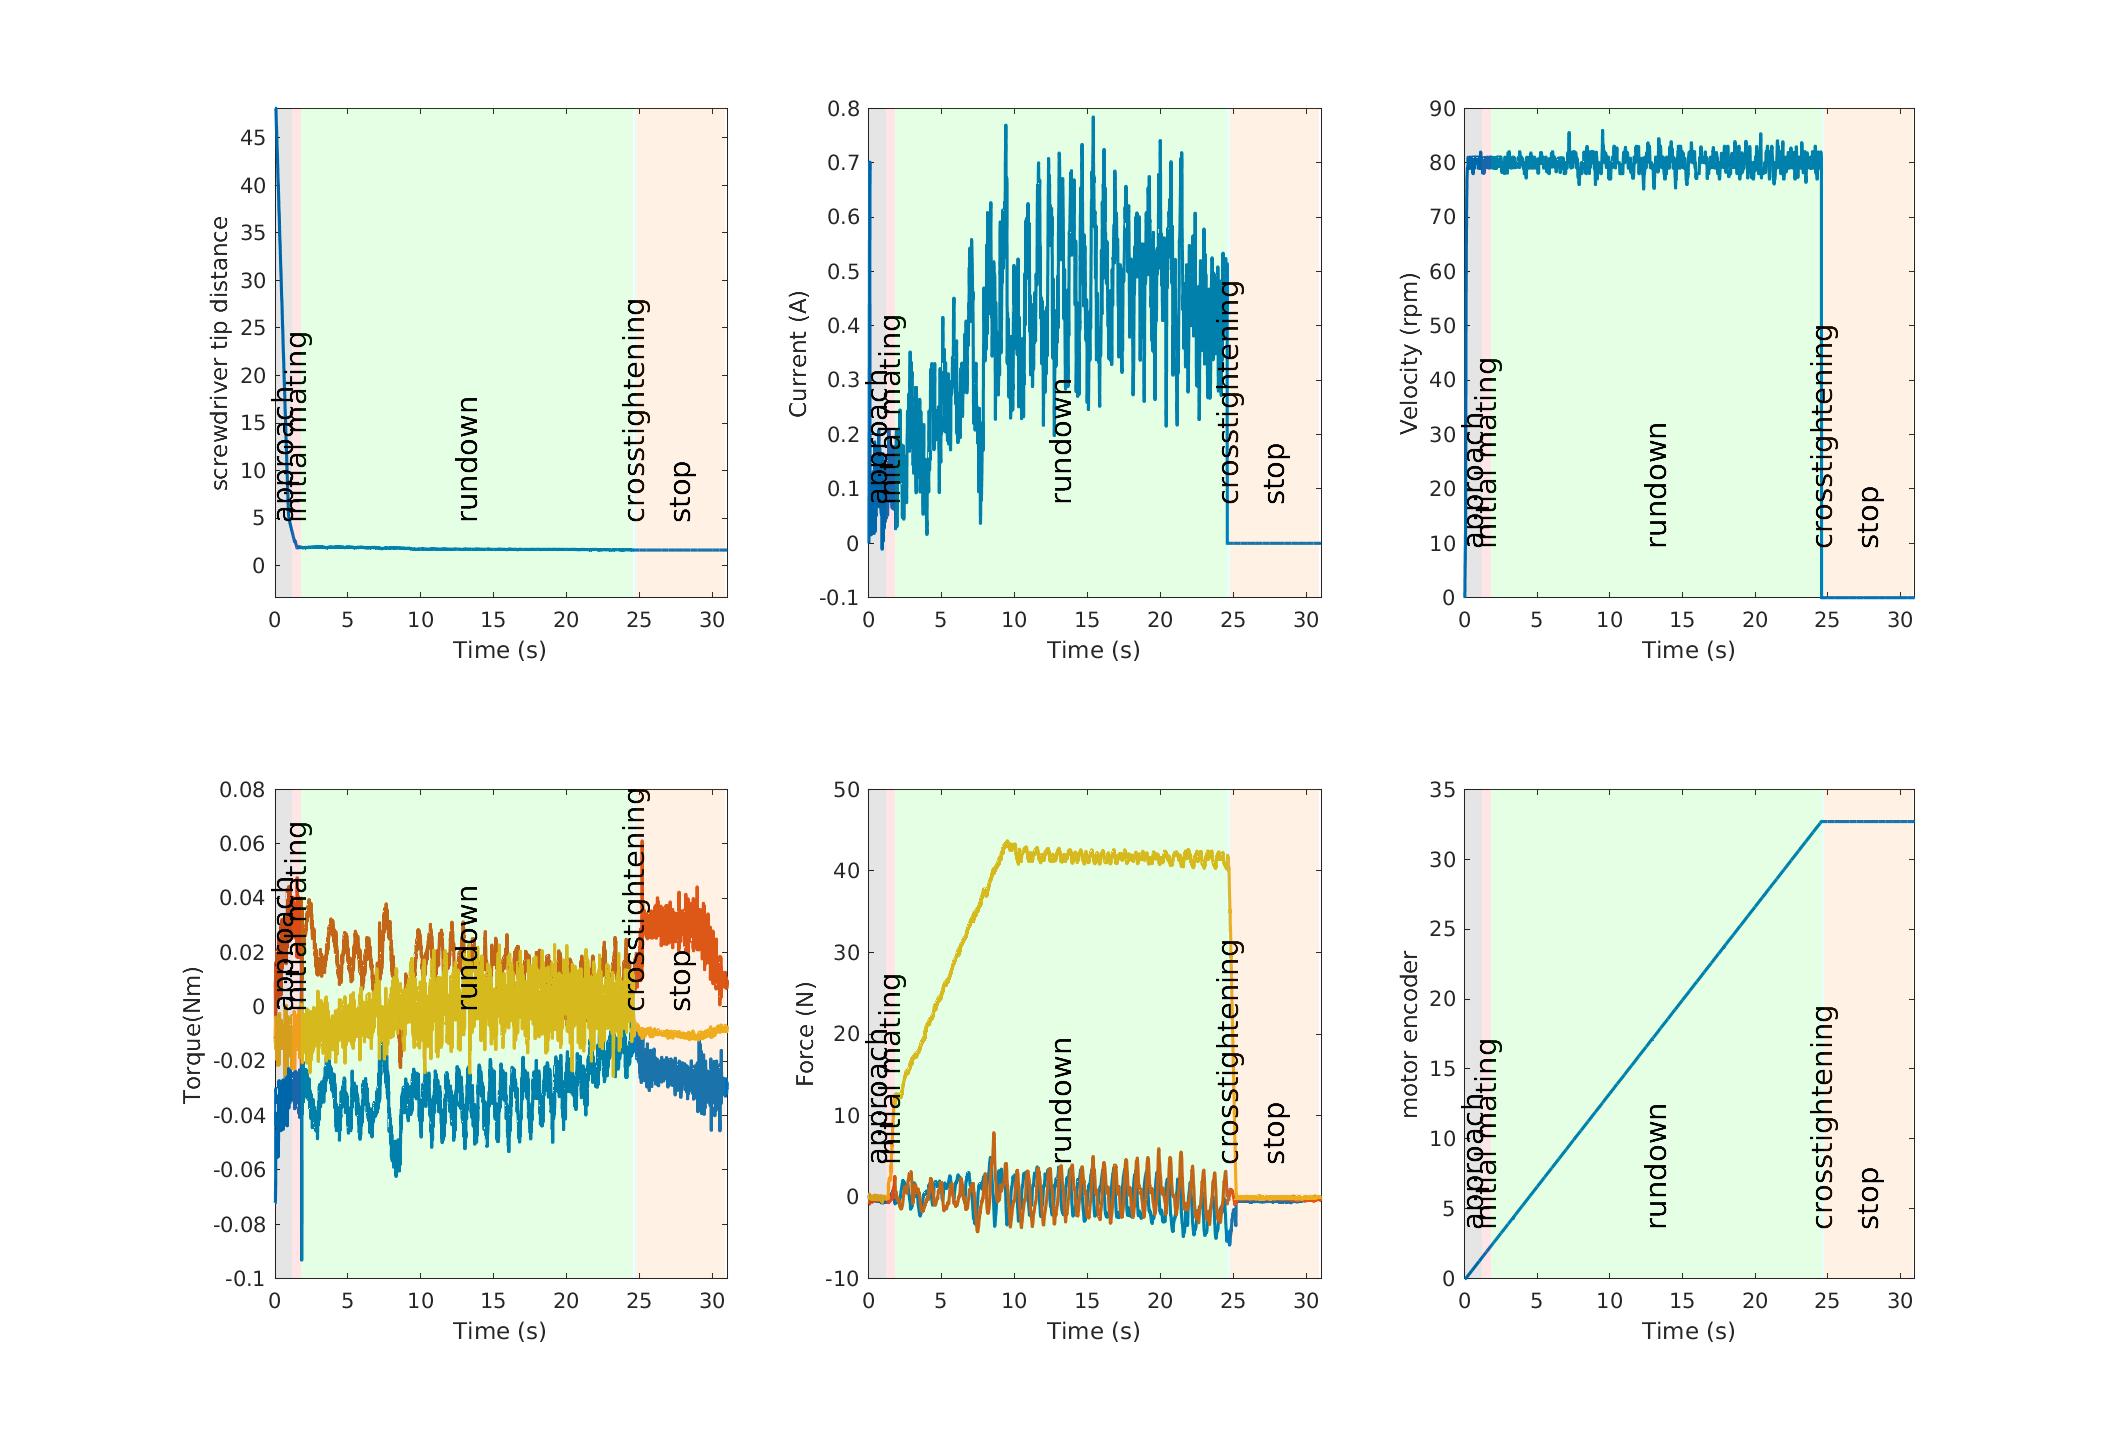 screwdriver tip distance
45
40
35
30
25
20
15
10
5
0
approach
initial mating
rundown
crosstightening
stop
0 5 10 15 20 25 30
Time (s)
Current (A)
0.8
0.7
0.6
0.5
0.4
0.3
0.2
0.1
0
-0.1
approach
initial mating
rundown
crosstightening
stop
0 5 10 15 20 25 30
Time (s)
Velocity (rpm)
90
80
70
60
50
40
30
20
10
0
approach
initial mating
rundown
crosstightening
stop
0 5 10 15 20 25 30
Time (s)
Torque(Nm)
0.08
0.06
0.04
0.02
0
-0.02
-0.04
-0.06
-0.08
-0.1
approach
initial mating
rundown
crosstightening
stop
0 5 10 15 20 25 30
Time (s)
Force (N)
50
40
30
20
10
0
-10
approach
initial mating
rundown
crosstightening
stop
0 5 10 15 20 25 30
Time (s)
motor encoder
35
30
25
20
15
10
5
0
approach
initial mating
rundown
crosstightening
stop
0 5 10 15 20 25 30
Time (s)